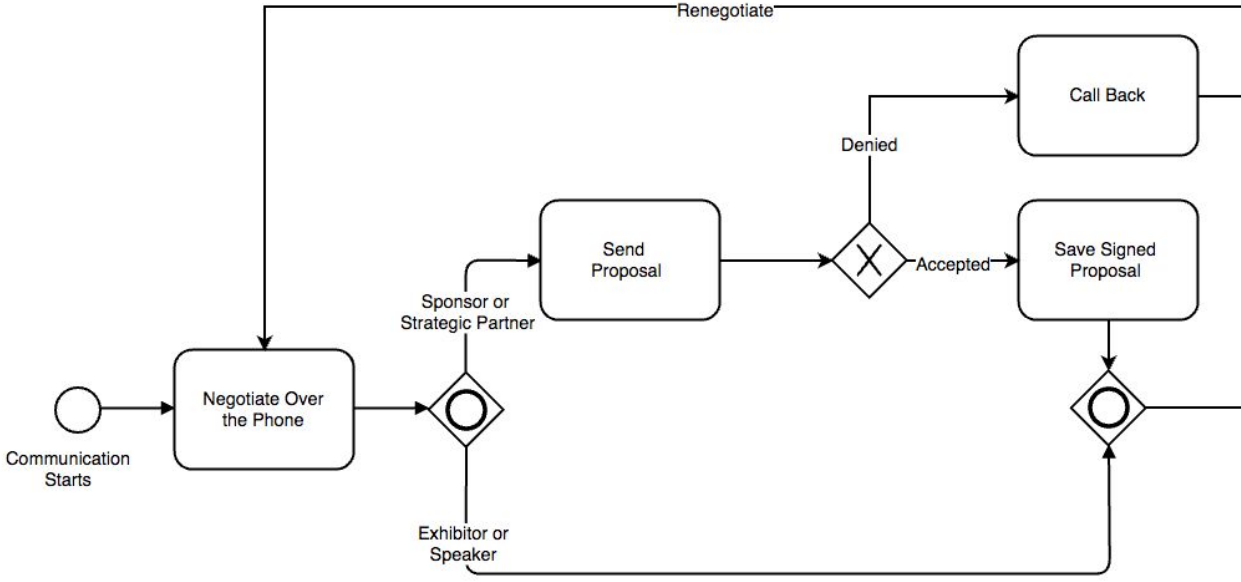 Renegotiate
Call Back
Denied
Send
Proposal
Accepted
Save Signed
Proposal
Sponsor or
Strategic Partner
Negotiate Over
the Phone
Communication
Starts
Exhibitor or
Speaker